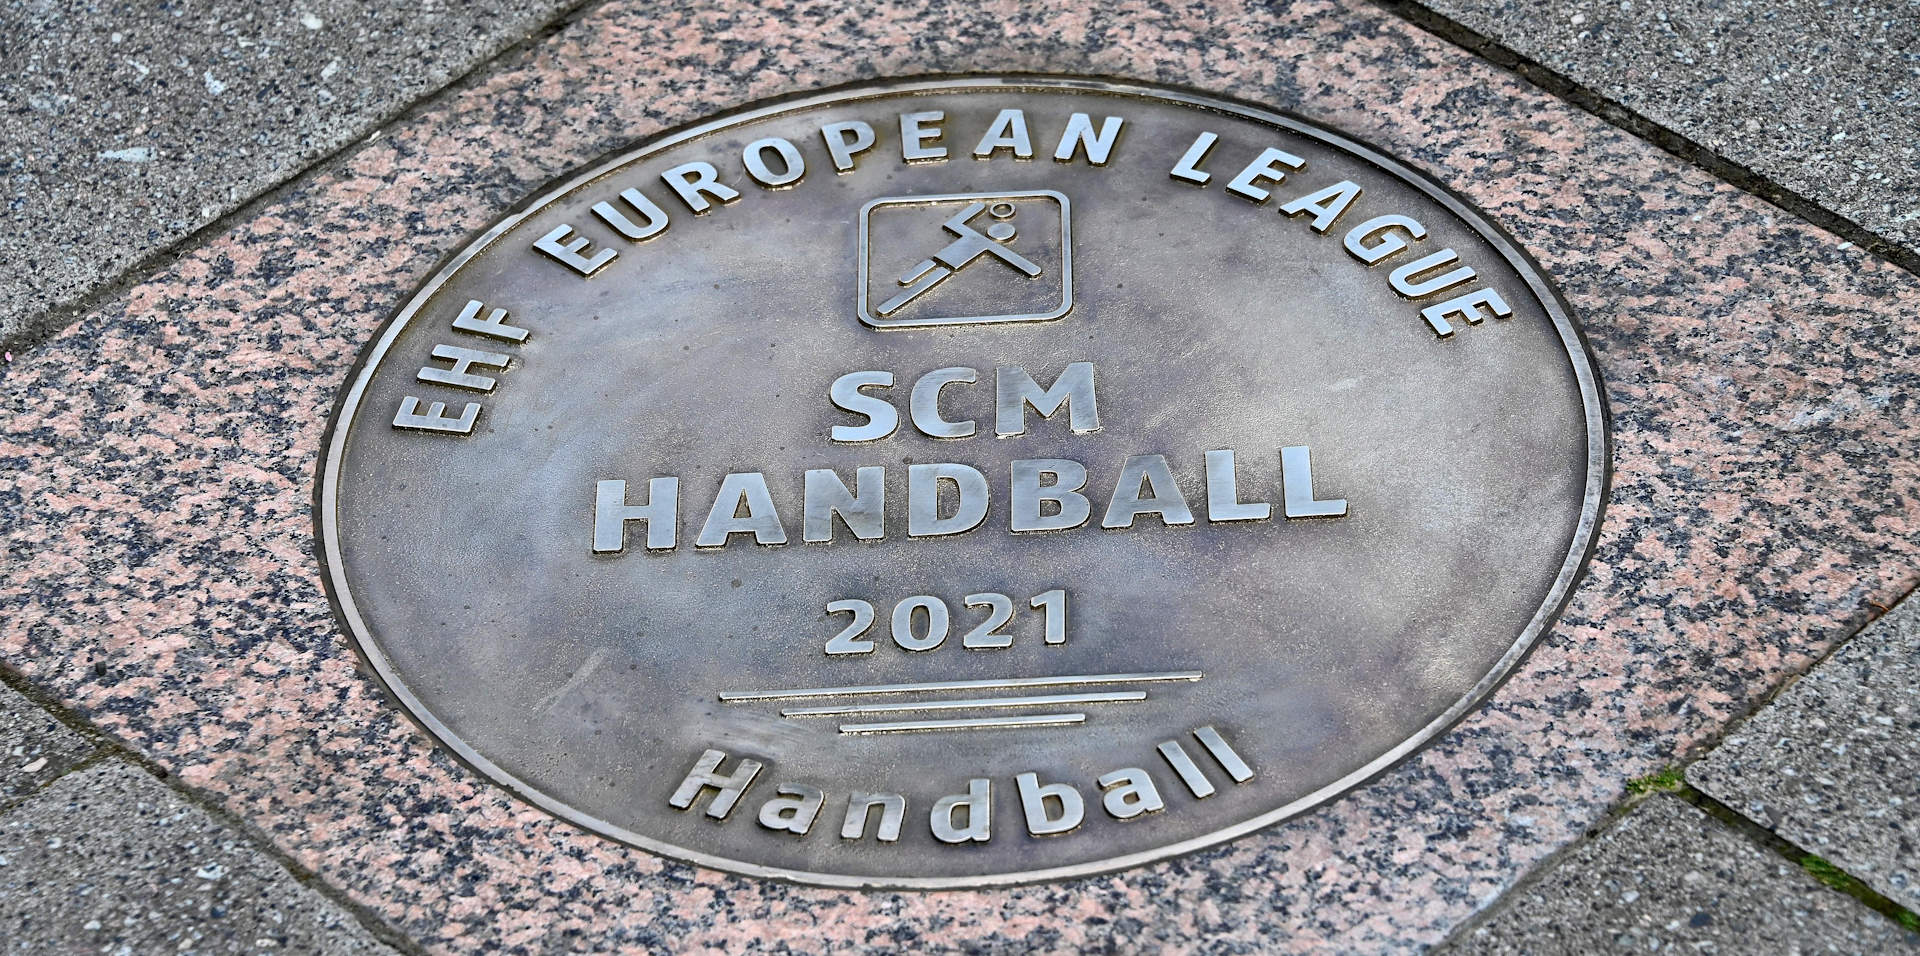 EHF EUROPEAN LEAGUE
SCM
HANDBALL
2021
Handball